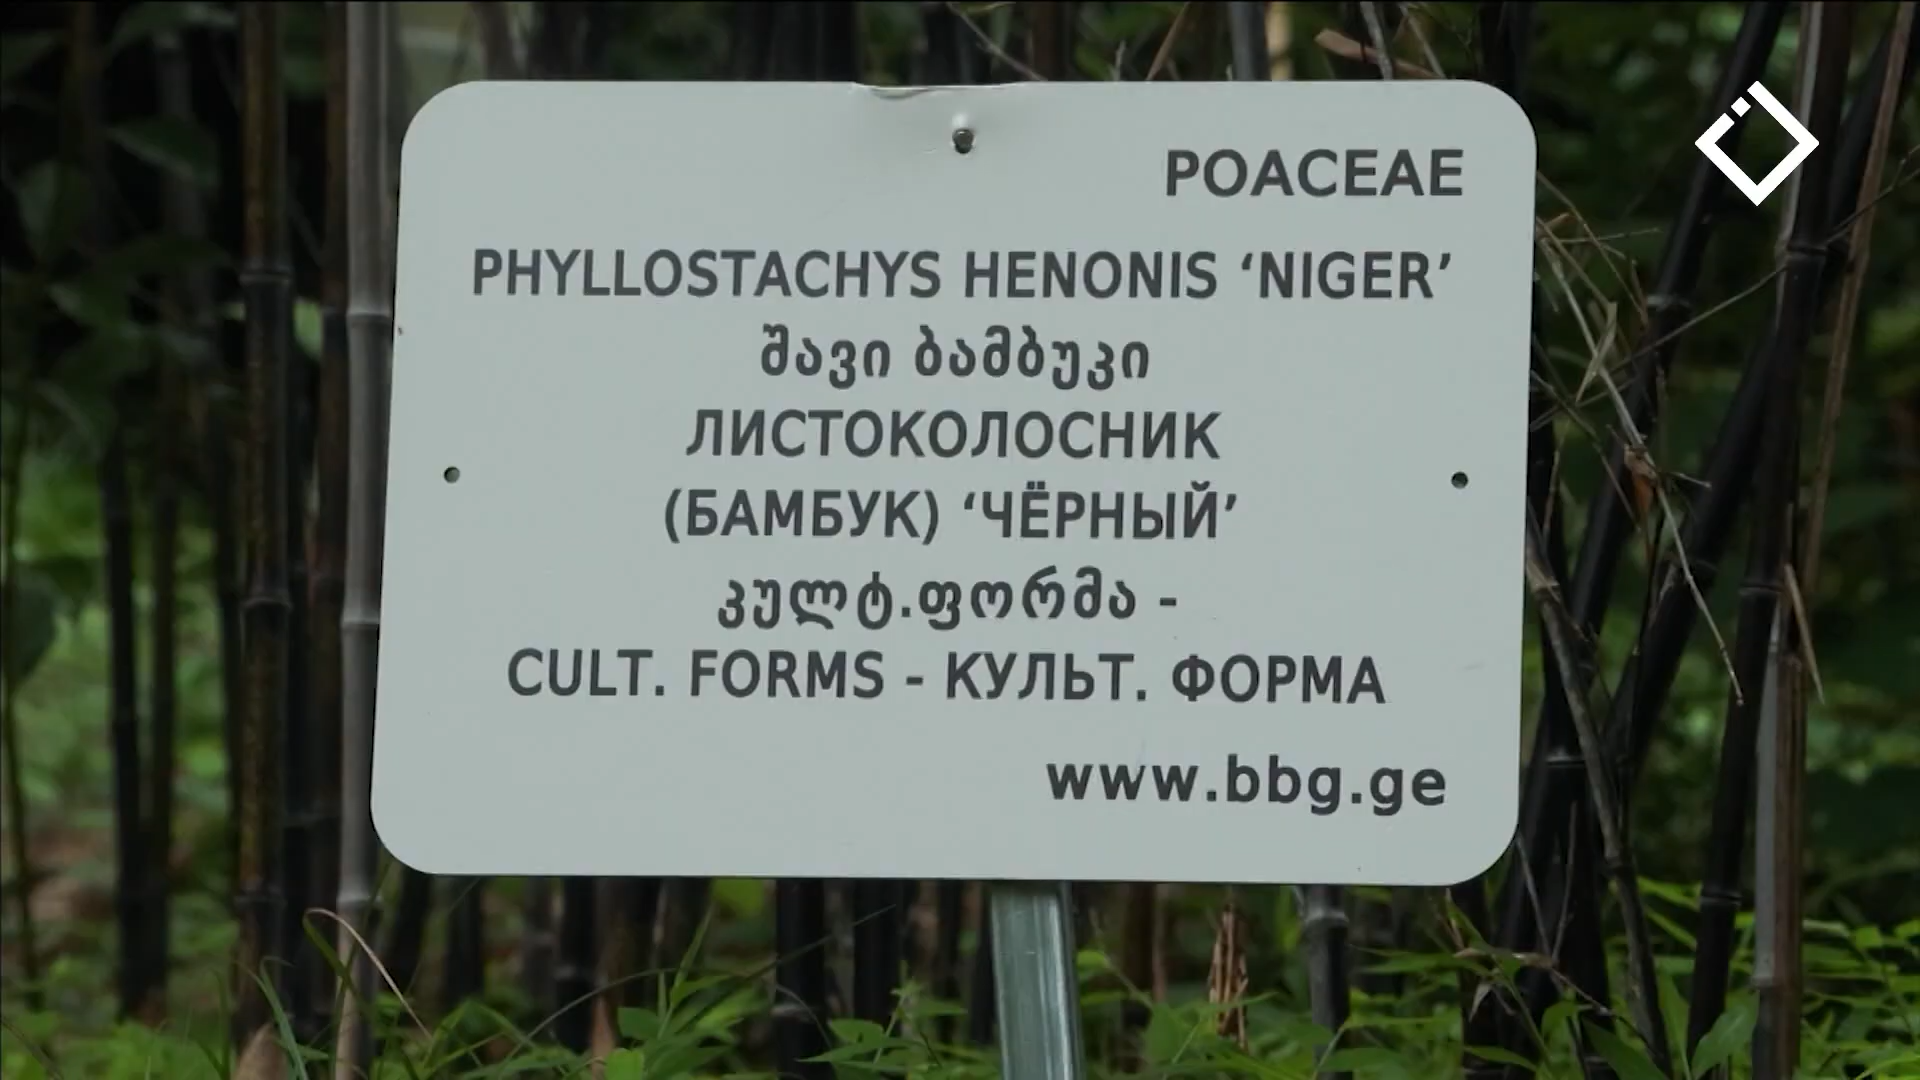 POACEAE
PHYLLOSTACHYS HENONIS ‘NIGER’
შავი ბამბუკი
ЛИСТОКОЛОСНИК
(БАМБУК) ‘ЧЁРНЫЙ’
კულტ.ფორმა -
CULT. FORMS - КУЛЬТ. ФОРМА
www.bbg.ge